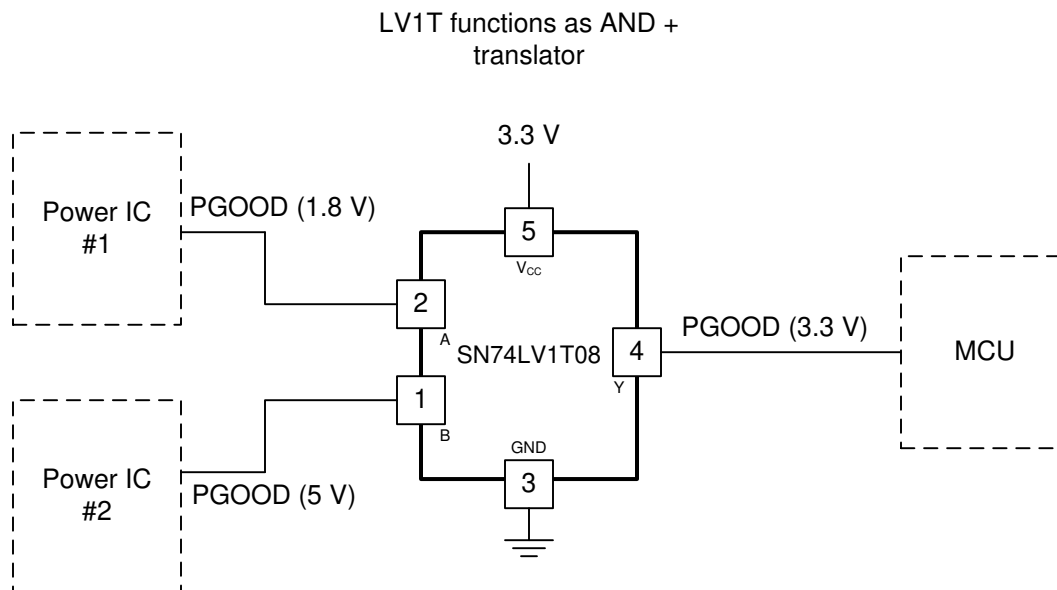 LV1T functions as AND +
translator
3.3 V
Power IC
#1
PGOOD (1.8 V)
5
VCC
2
A
SN74LV1T08
4
Y
PGOOD (3.3 V)
MCU
1
B
GND
3
Power IC
#2
PGOOD (5 V)